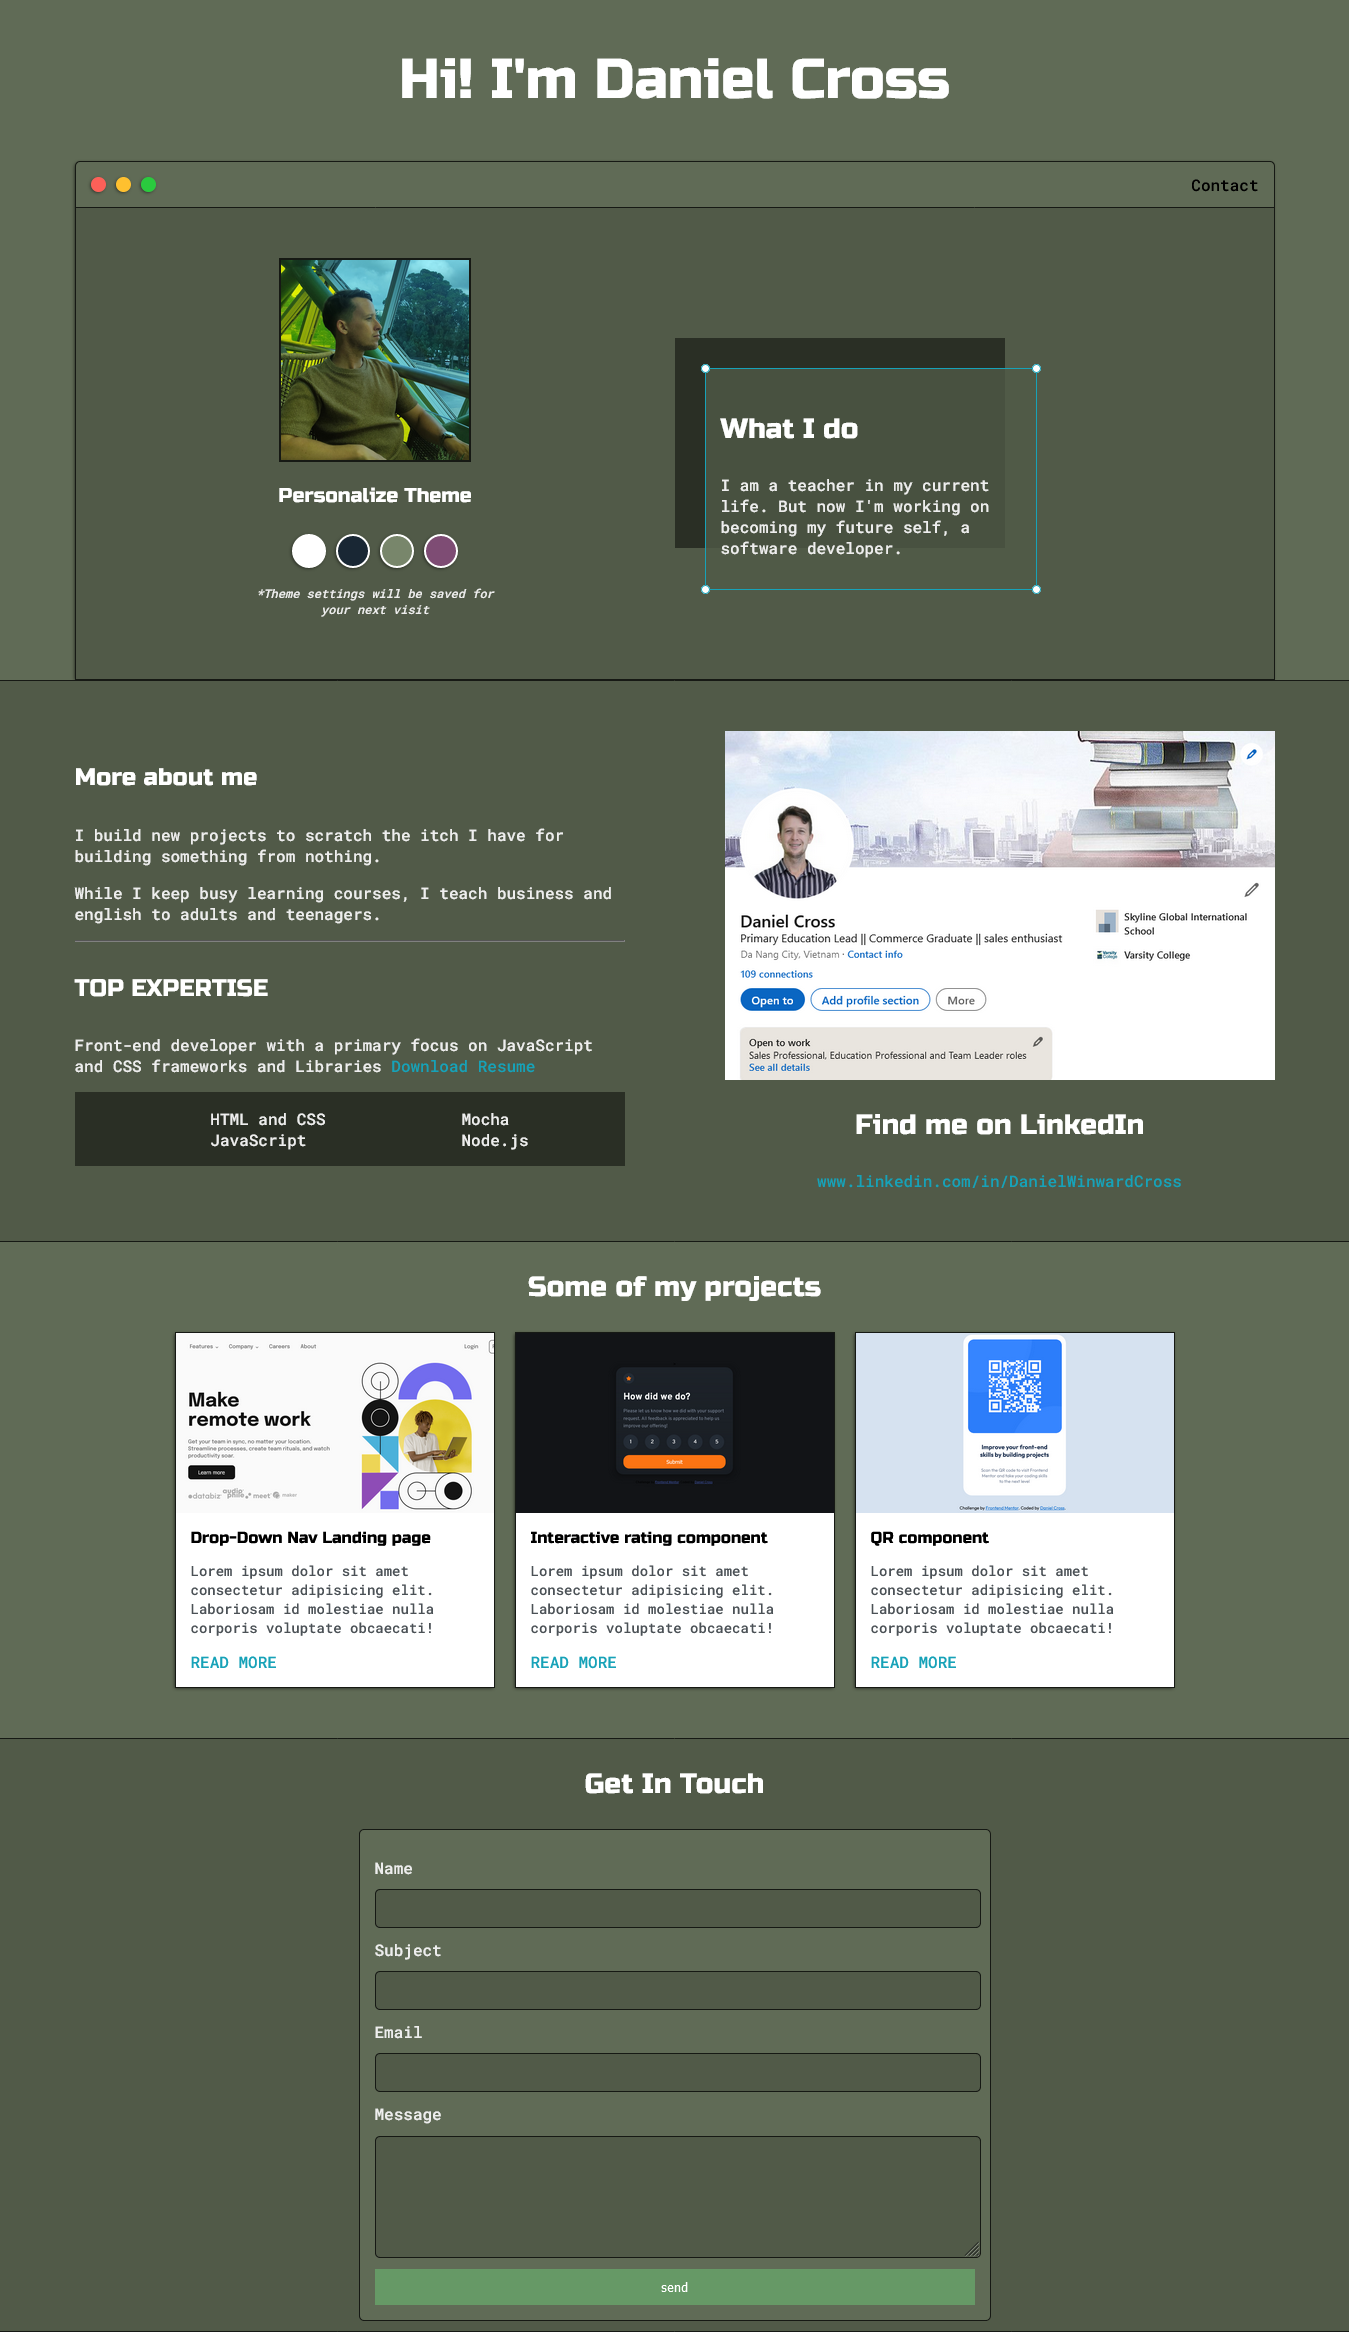 Hi! I'm Daniel Cross
Contact
Personalize Theme
*Theme settings will be saved for
your next visit
What I do
I am a teacher in my current
life. But now I'm working on
becoming my future self, a
software developer.
More about me
I build new projects to scratch the itch I have for
building something from nothing.
While I keep busy learning courses, I teach business and
english to adults and teenagers.
TOP EXPERTISE
Front-end developer with a primary focus on JavaScript
and CSS frameworks and Libraries Download Resume
HTML and CSS
JavaScript
Mocha
Node.js
Daniel Cross
Primary Education Lead || Commerce Graduate || sales enthusiast
Da Nang City, Vietnam · Contact info
109 connections
Open to
Add profile section
More
Skyline Global International
School
Varsity College
Varsity College
Open to work
Sales Professional, Education Professional and Team Leader roles
See all details
Find me on LinkedIn
www.linkedin.com/in/DanielWinwardCross
Some of my projects
Features
Company
Careers
About
Login
Make
remote work
Get your team in sync, no matter your location.
Streamline processes, create team rituals, and watch
productivity soar.
Learn more
databiz
audiophile
meet
maker
Drop-Down Nav Landing page
Lorem ipsum dolor sit amet
consectetur adipisicing elit.
Laboriosam id molestiae nulla
corporis voluptate obcaecati!
READ MORE
How did we do?
Please let us know how we did with your support
request. All feedback is appreciated to help us
improve our offering!
1 2 3 4 5
Submit
Interactive rating component
Lorem ipsum dolor sit amet
consectetur adipisicing elit.
Laboriosam id molestiae nulla
corporis voluptate obcaecati!
READ MORE
Improve your front-end
skills by building projects
Scan the QR code to visit Frontend
Mentor and take your coding skills
to the next level
Challenge by Frontend Mentor. Coded by Daniel Cross.
QR component
Lorem ipsum dolor sit amet
consectetur adipisicing elit.
Laboriosam id molestiae nulla
corporis voluptate obcaecati!
READ MORE
Get In Touch
Name
Subject
Email
Message
send